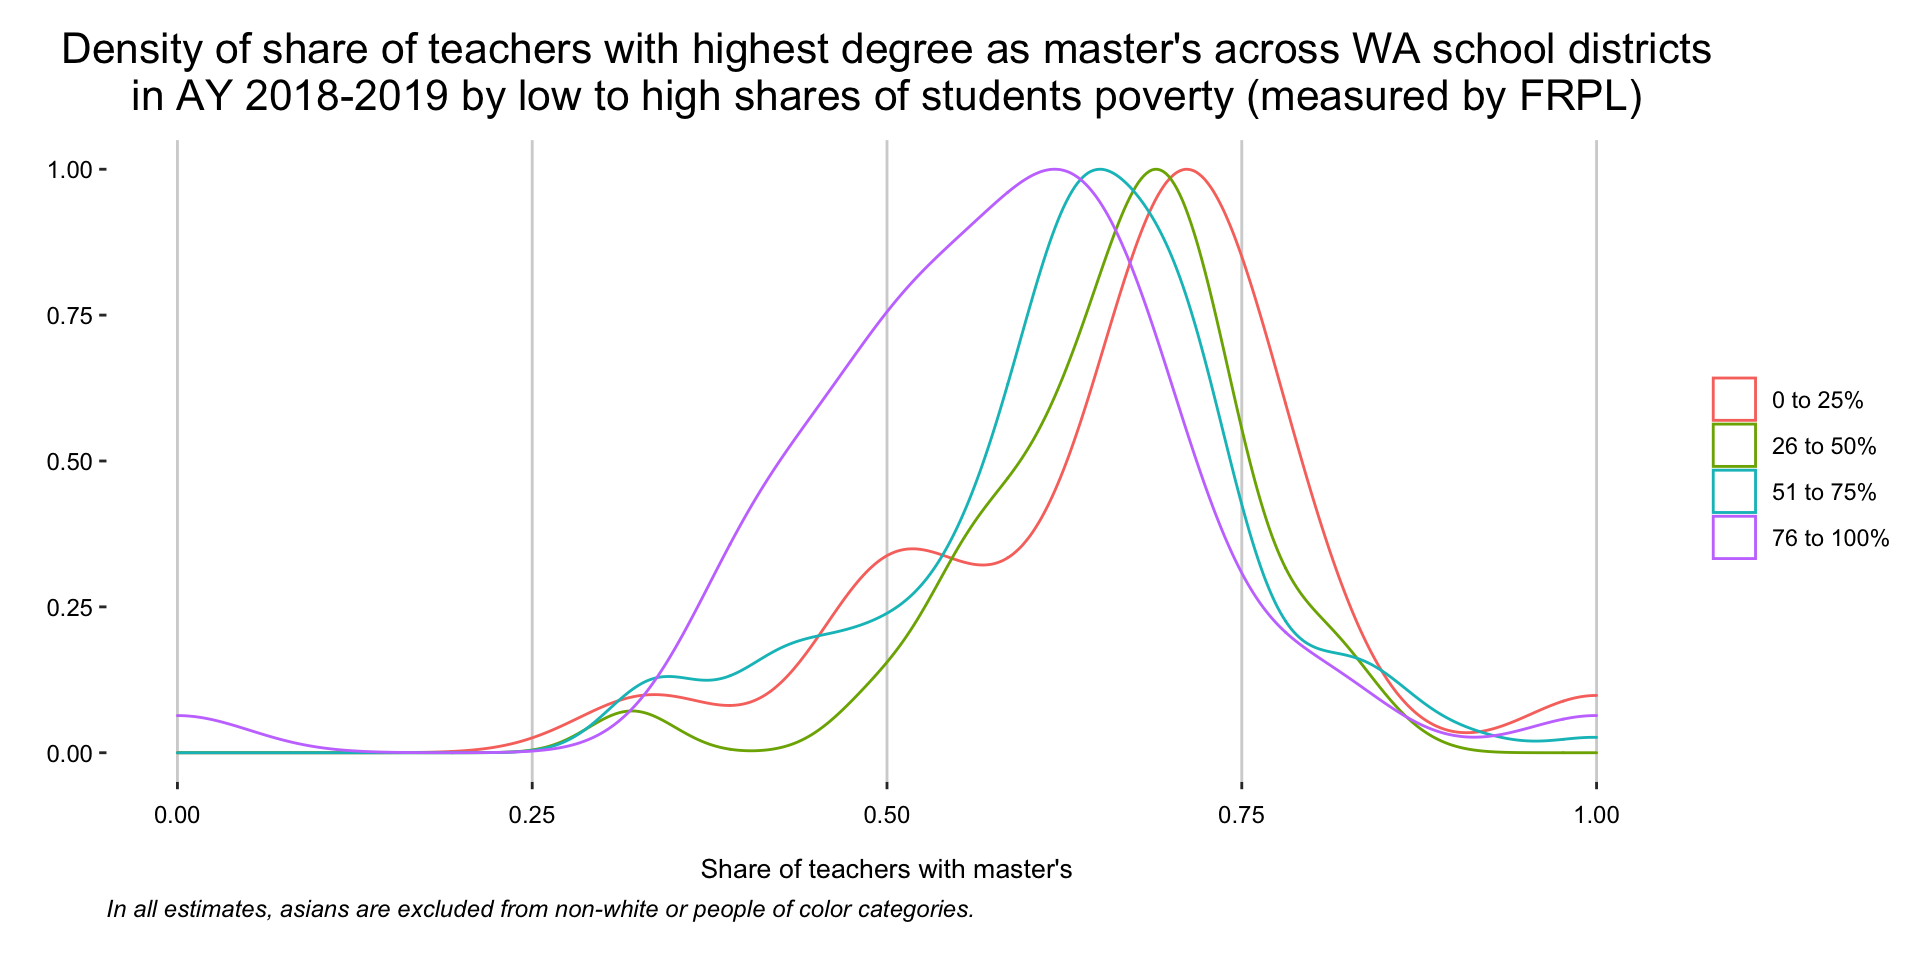 Density of share of teachers with highest degree as master's across WA school districts
in AY 2018-2019 by low to high shares of students poverty (measured by FRPL)
1.00
0.75
0.50
0.25
0.00
0.00 0.25 0.50 0.75 1.00
Share of teachers with master's
In all estimates, asians are excluded from non-white or people of color categories.
0 to 25%
26 to 50%
51 to 75%
76 to 100%